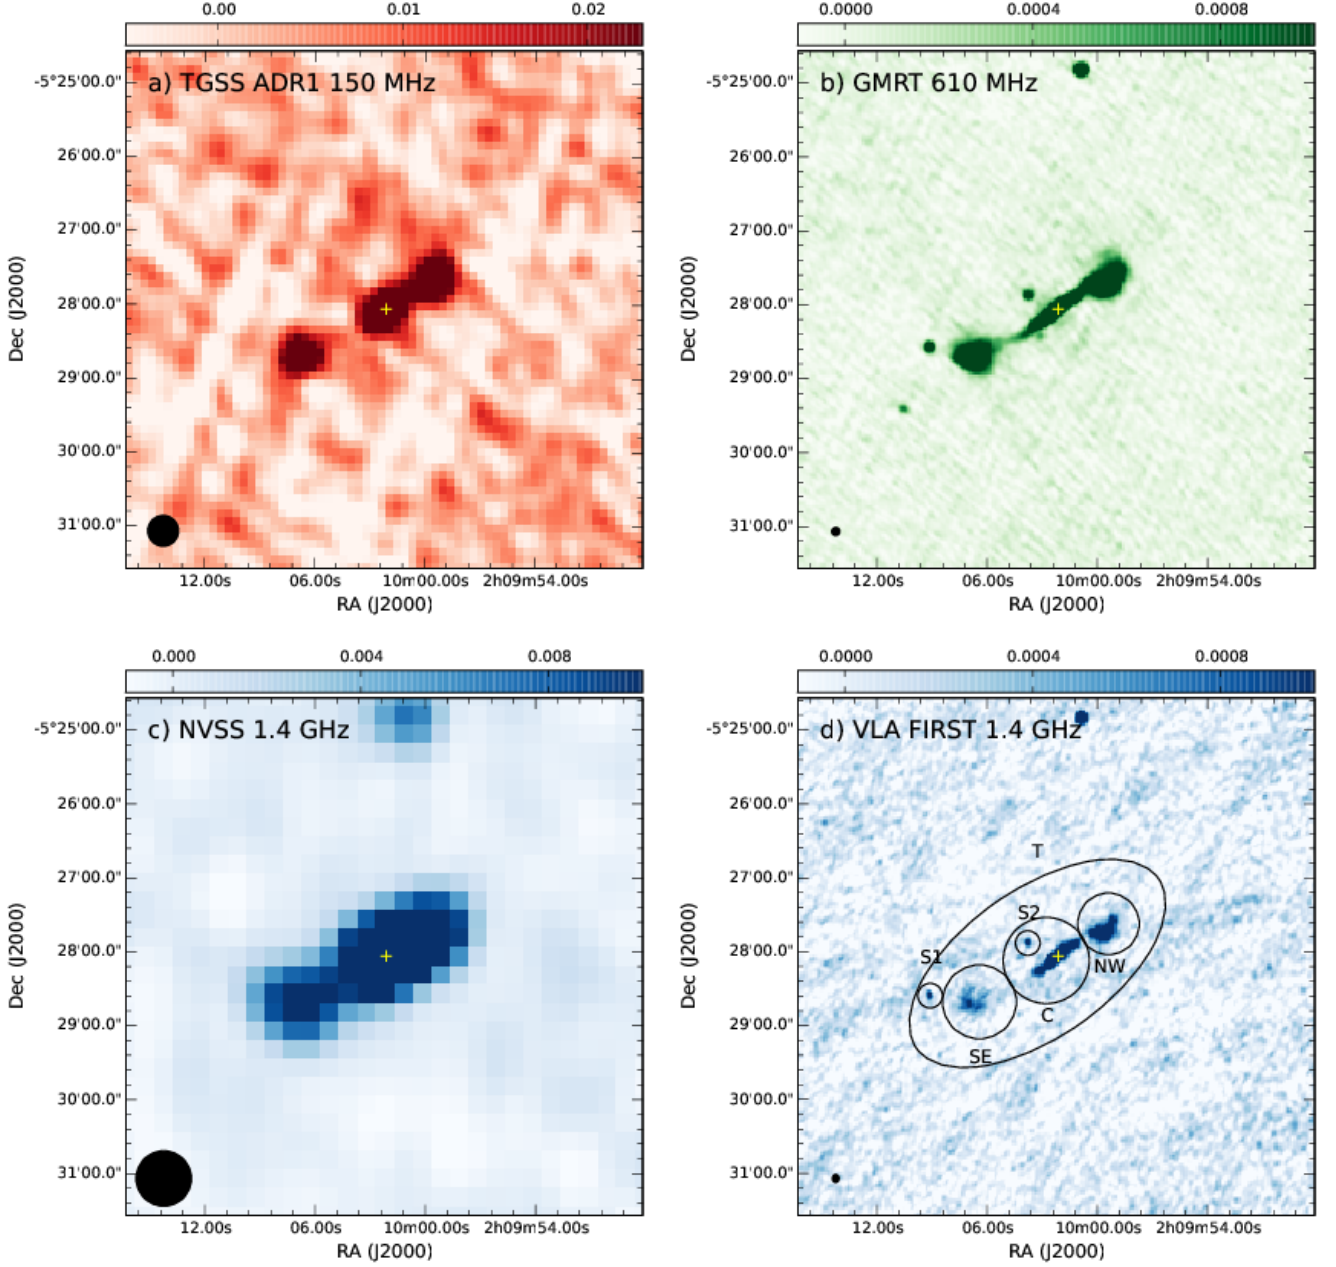 0.00 0.01 0.02
a) TGSS ADR1 150 MHz
-5°25'00.0"
26'00.0"
27'00.0"
28'00.0"
29'00.0"
30'00.0"
31'00.0"
Dec (J2000)
12.00s 06.00s 10m00.00s 2h09m54.00s
RA (J2000)
0.0000 0.0004 0.0008
b) GMRT 610 MHz
-5°25'00.0"
26'00.0"
27'00.0"
28'00.0"
29'00.0"
30'00.0"
31'00.0"
Dec (J2000)
12.00s 06.00s 10m00.00s 2h09m54.00s
RA (J2000)
0.000 0.004 0.008
c) NVSS 1.4 GHz
-5°25'00.0"
26'00.0"
27'00.0"
28'00.0"
29'00.0"
30'00.0"
31'00.0"
Dec (J2000)
12.00s 06.00s 10m00.00s 2h09m54.00s
RA (J2000)
0.0000 0.0004 0.0008
d) VLA FIRST 1.4 GHz
-5°25'00.0"
26'00.0"
27'00.0"
28'00.0"
29'00.0"
30'00.0"
31'00.0"
Dec (J2000)
T
S2
S1
NW
C
SE
12.00s 06.00s 10m00.00s 2h09m54.00s
RA (J2000)